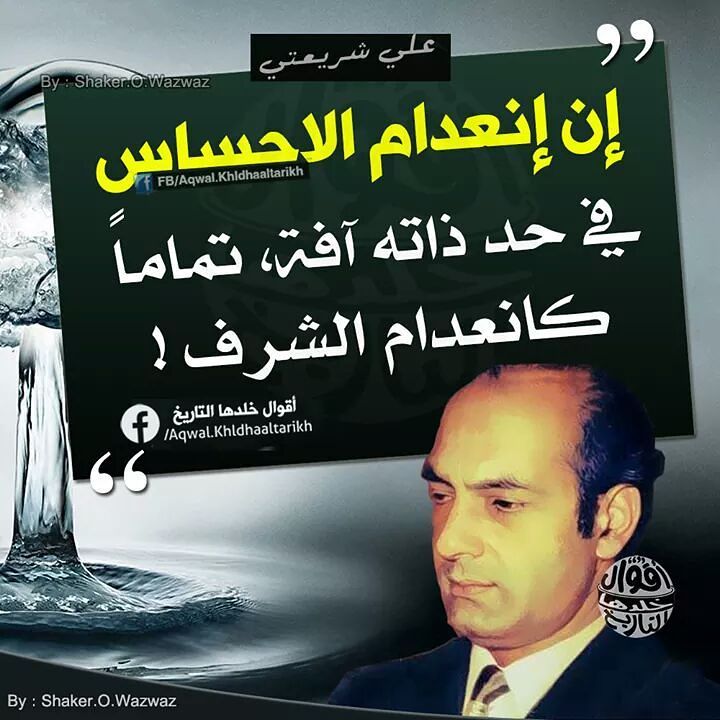 علي شريعتي
By : Shaker.O.Wazwaz
إن إنعدام الاحساس
FB/Aqwal.Khldhaaltarikh
في حد ذاته آفة، تماماً
كانعدام الشرف !
أقوال خلدها التاريخ
/Aqwal.Khldhaaltarikh
أقوال
خلدها
التاريخ
By : Shaker.O.Wazwaz